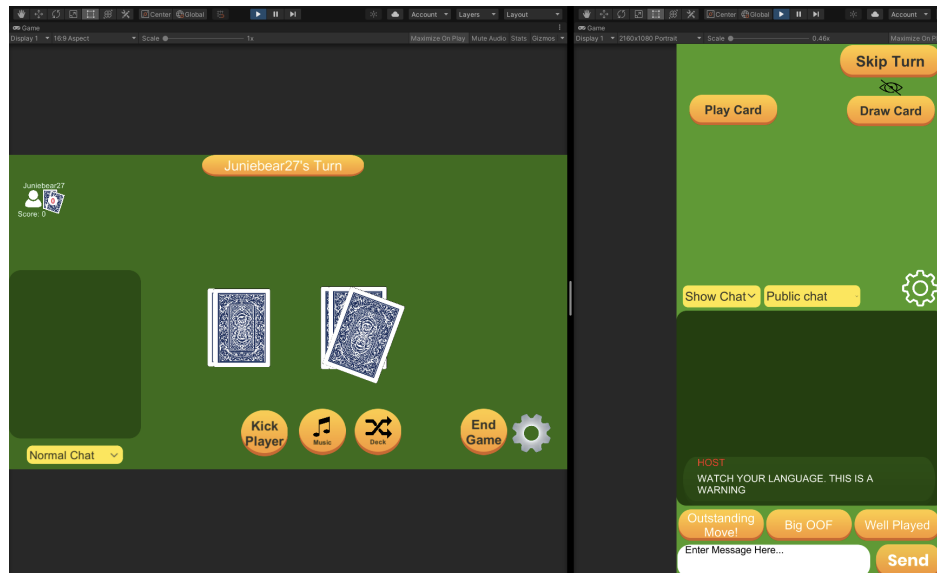 Center Global
Account Layers Layout
Game
Display 1 16:9 Aspect Scale 1x Maximize On Play Mute Audio Stats Gizmos
Juniebear27's Turn
Juniebear27
0
Score: 0
Kick
Player
Music
Deck
End
Game
Normal Chat
Center Global
Account
Game
Display 1 2160x1080 Portrait Scale 0.46x Maximize On Pl
Skip Turn
Play Card
Draw Card
Show Chat
Public chat
HOST
WATCH YOUR LANGUAGE. THIS IS A
WARNING
Outstanding
Move!
Big OOF
Well Played
Enter Message Here...
Send